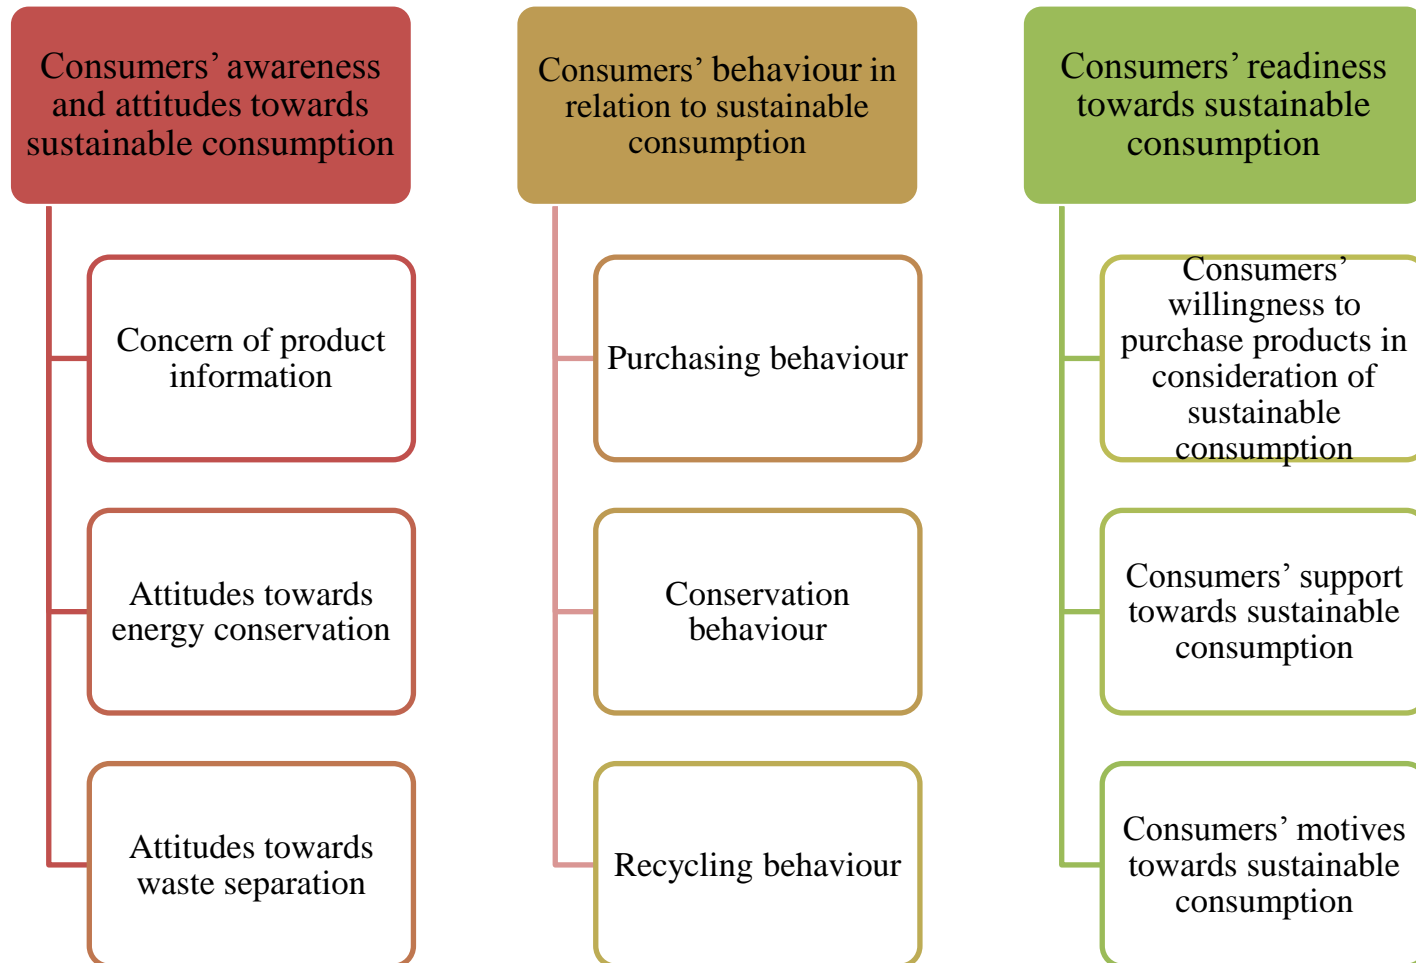 Consumers’ awareness
and attitudes towards
sustainable consumption
Concern of product
information
Attitudes towards
energy conservation
Attitudes towards
waste separation
Consumers’ behaviour in
relation to sustainable
consumption
Purchasing behaviour
Conservation
behaviour
Recycling behaviour
Consumers’ readiness
towards sustainable
consumption
Consumers’
willingness to
purchase products in
consideration of
sustainable
consumption
Consumers’ support
towards sustainable
consumption
Consumers’ motives
towards sustainable
consumption